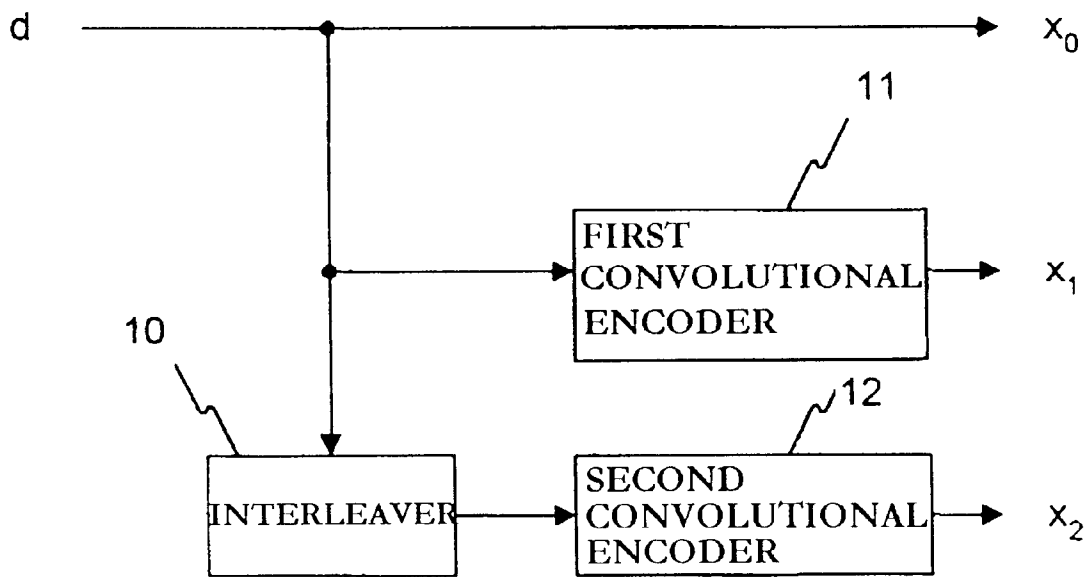 d
x₀
11
FIRST
CONVOLUTIONAL
ENCODER
x₁
10
12
INTERLEAVER
SECOND
CONVOLUTIONAL
ENCODER
x₂